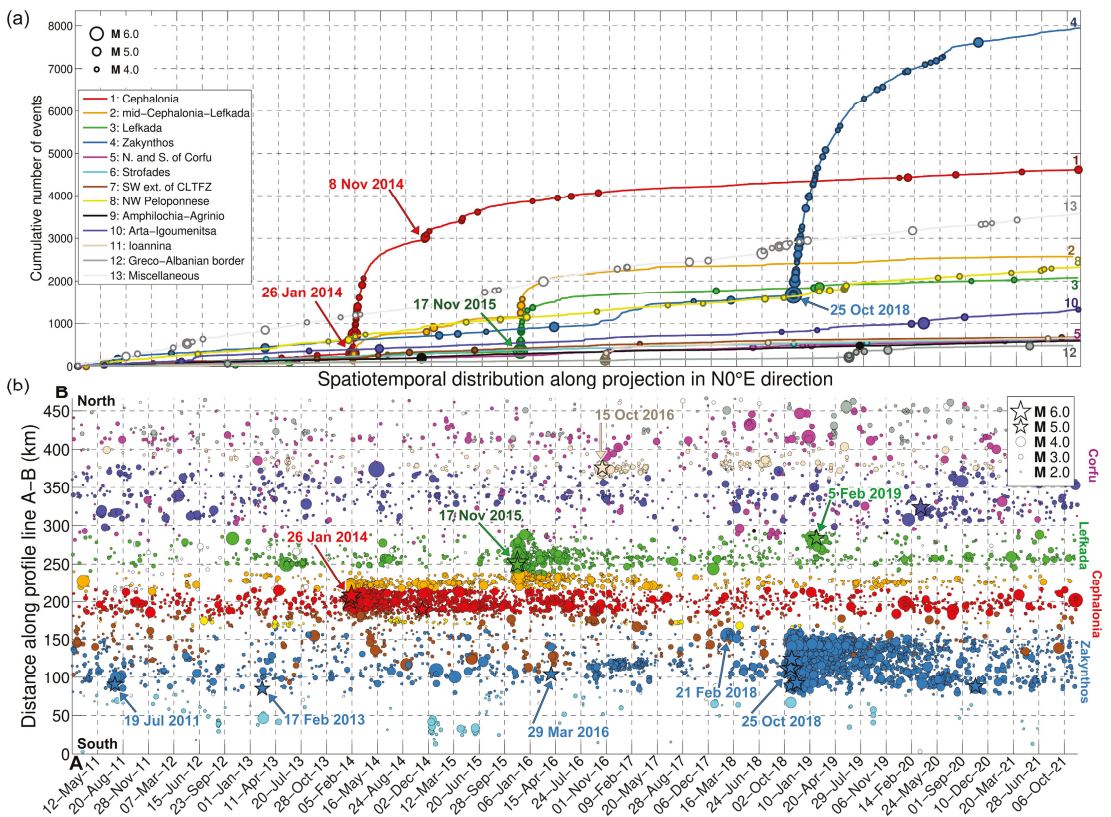 (a)
M 6.0
M 5.0
M 4.0
Cumulative number of events
8000
7000
6000
5000
4000
3000
2000
1000
0
1: Cephalonia
2: mid-Cephalonia-Lefkada
3: Lefkada
4: Zakynthos
5: N. and S. of Corfu
6: Strofades
7: SW ext. of CLTFZ
8: NW Peloponnese
9: Amphilochia-Agrinio
10: Arta-Igoumenitsa
11: Ioannina
12: Greco-Albanian border
13: Miscellaneous
8 Nov 2014
26 Jan 2014
17 Nov 2015
25 Oct 2018
4
1
13
2
8
3
10
5
12
(b)
Spatiotemporal distribution along projection in N0°E direction
B
North
Distance along profile line A-B (km)
450
400
350
300
250
200
150
100
50
0
15 Oct 2016
17 Nov 2015
5 Feb 2019
26 Jan 2014
19 Jul 2011
17 Feb 2013
29 Mar 2016
21 Feb 2018
25 Oct 2018
M 6.0
M 5.0
M 4.0
M 3.0
M 2.0
Corfu
Lefkada
Cephalonia
Zakynthos
South
A
12-May-11
20-Aug-11
28-Nov-11
07-Mar-12
15-Jun-12
23-Sep-12
01-Jan-13
11-Apr-13
20-Jul-13
28-Oct-13
05-Feb-14
16-May-14
24-Aug-14
02-Dec-14
12-Mar-15
20-Jun-15
28-Sep-15
06-Jan-16
15-Apr-16
24-Jul-16
01-Nov-16
09-Feb-17
20-May-17
28-Aug-17
06-Dec-17
16-Mar-18
24-Jun-18
02-Oct-18
10-Jan-19
20-Apr-19
29-Jul-19
06-Nov-19
14-Feb-20
24-May-20
01-Sep-20
10-Dec-20
20-Mar-21
28-Jun-21
06-Oct-21